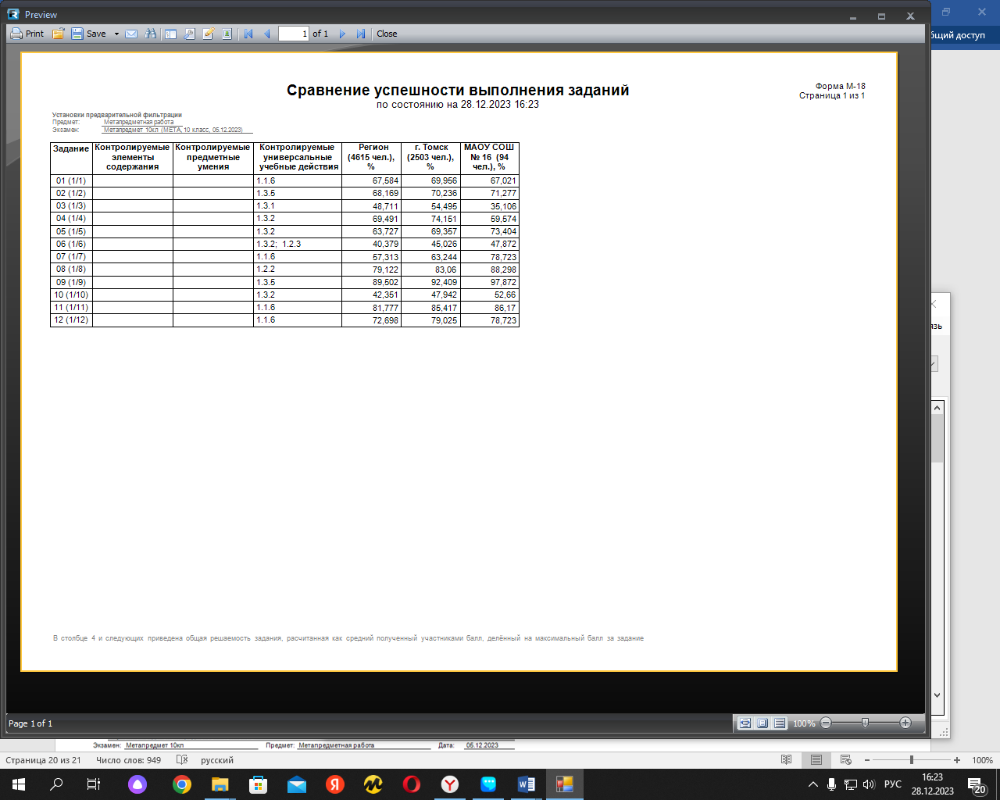 Preview
Print Save 1 of 1 Close
бщий доступ
Сравнение успешности выполнения заданий
по состоянию на 28.12.2023 16:23
Форма М-18
Страница 1 из 1
Установки предварительной фильтрации
Предмет: Метапредметная работа
Экзамен: Метапредмет 10кл (META, 10 класс, 05.12.2023)
Задание Контролируемые элементы содержания Контролируемые предметные умения Контролируемые универсальные учебные действия Регион (4615 чел.), % г. Томск (2503 чел.), % МАОУ СОШ № 16 (94 чел.), %
01 (1/1) 1.1.6 67,584 69,956 67,021
02 (1/2) 1.3.5 68,169 70,236 71,277
03 (1/3) 1.3.1 48,711 54,495 35,106
04 (1/4) 1.3.2 69,491 74,151 59,574
05 (1/5) 1.3.2 63,727 69,357 73,404
06 (1/6) 1.3.2; 1.2.3 40,379 45,026 47,872
07 (1/7) 1.1.6 57,313 63,244 78,723
08 (1/8) 1.2.2 79,122 83,06 88,298
09 (1/9) 1.3.5 89,502 92,409 97,872
10 (1/10) 1.3.2 42,351 47,942 52,66
11 (1/11) 1.1.6 81,777 85,417 86,17
12 (1/12) 1.1.6 72,698 79,025 78,723
язь
В столбце 4 и следующих приведена общая решаемость задания, расчитанная как средний полученный участниками балл, делённый на максимальный балл за задание
Page 1 of 1 100%
Экзамен: Метапредмет 10кл Предмет: Метапредметная работа Дата: 05.12.2023
Страница 20 из 21 Число слов: 949 русский 100%
РУС 16:23
28.12.2023 20